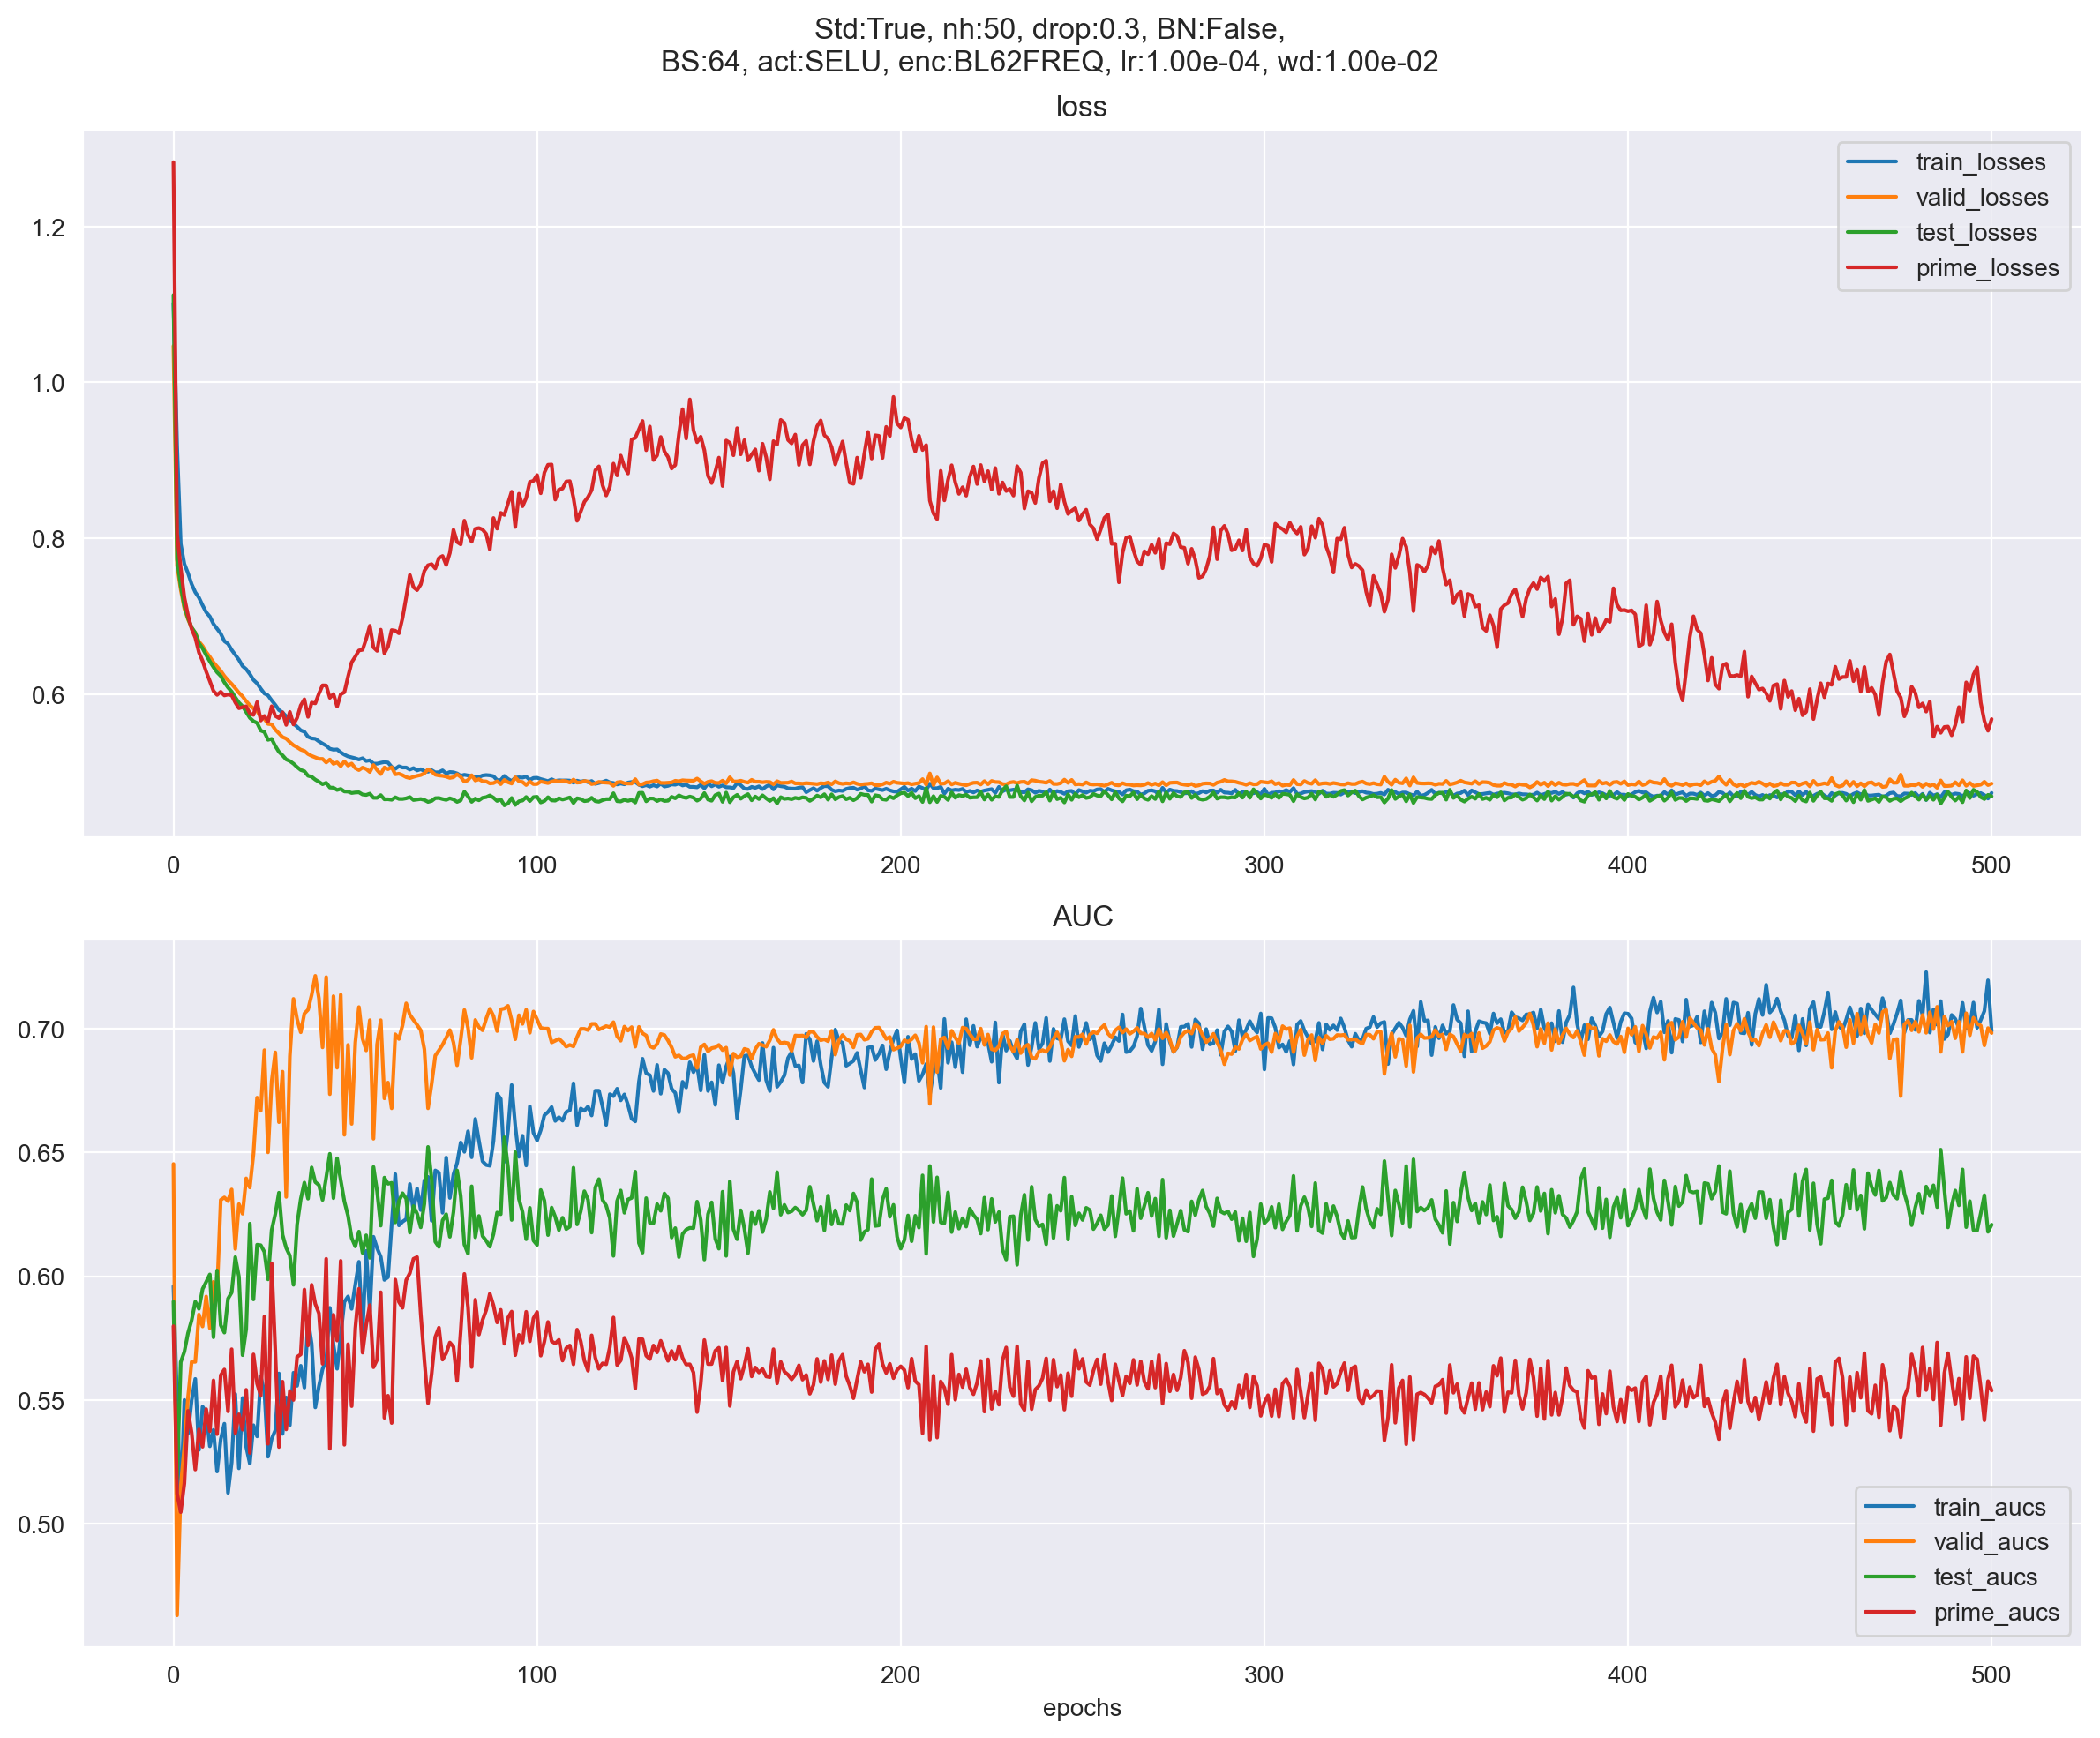 Std:True, nh:50, drop:0.3, BN:False,
BS:64, act:SELU, enc:BL62FREQ, lr:1.00e-04, wd:1.00e-02
loss
train_losses
valid_losses
test_losses
prime_losses
1.2
1.0
0.8
0.6
0 100 200 300 400 500
AUC
0.70
0.65
0.60
0.55
0.50
train_aucs
valid_aucs
test_aucs
prime_aucs
0 100 200 300 400 500
epochs